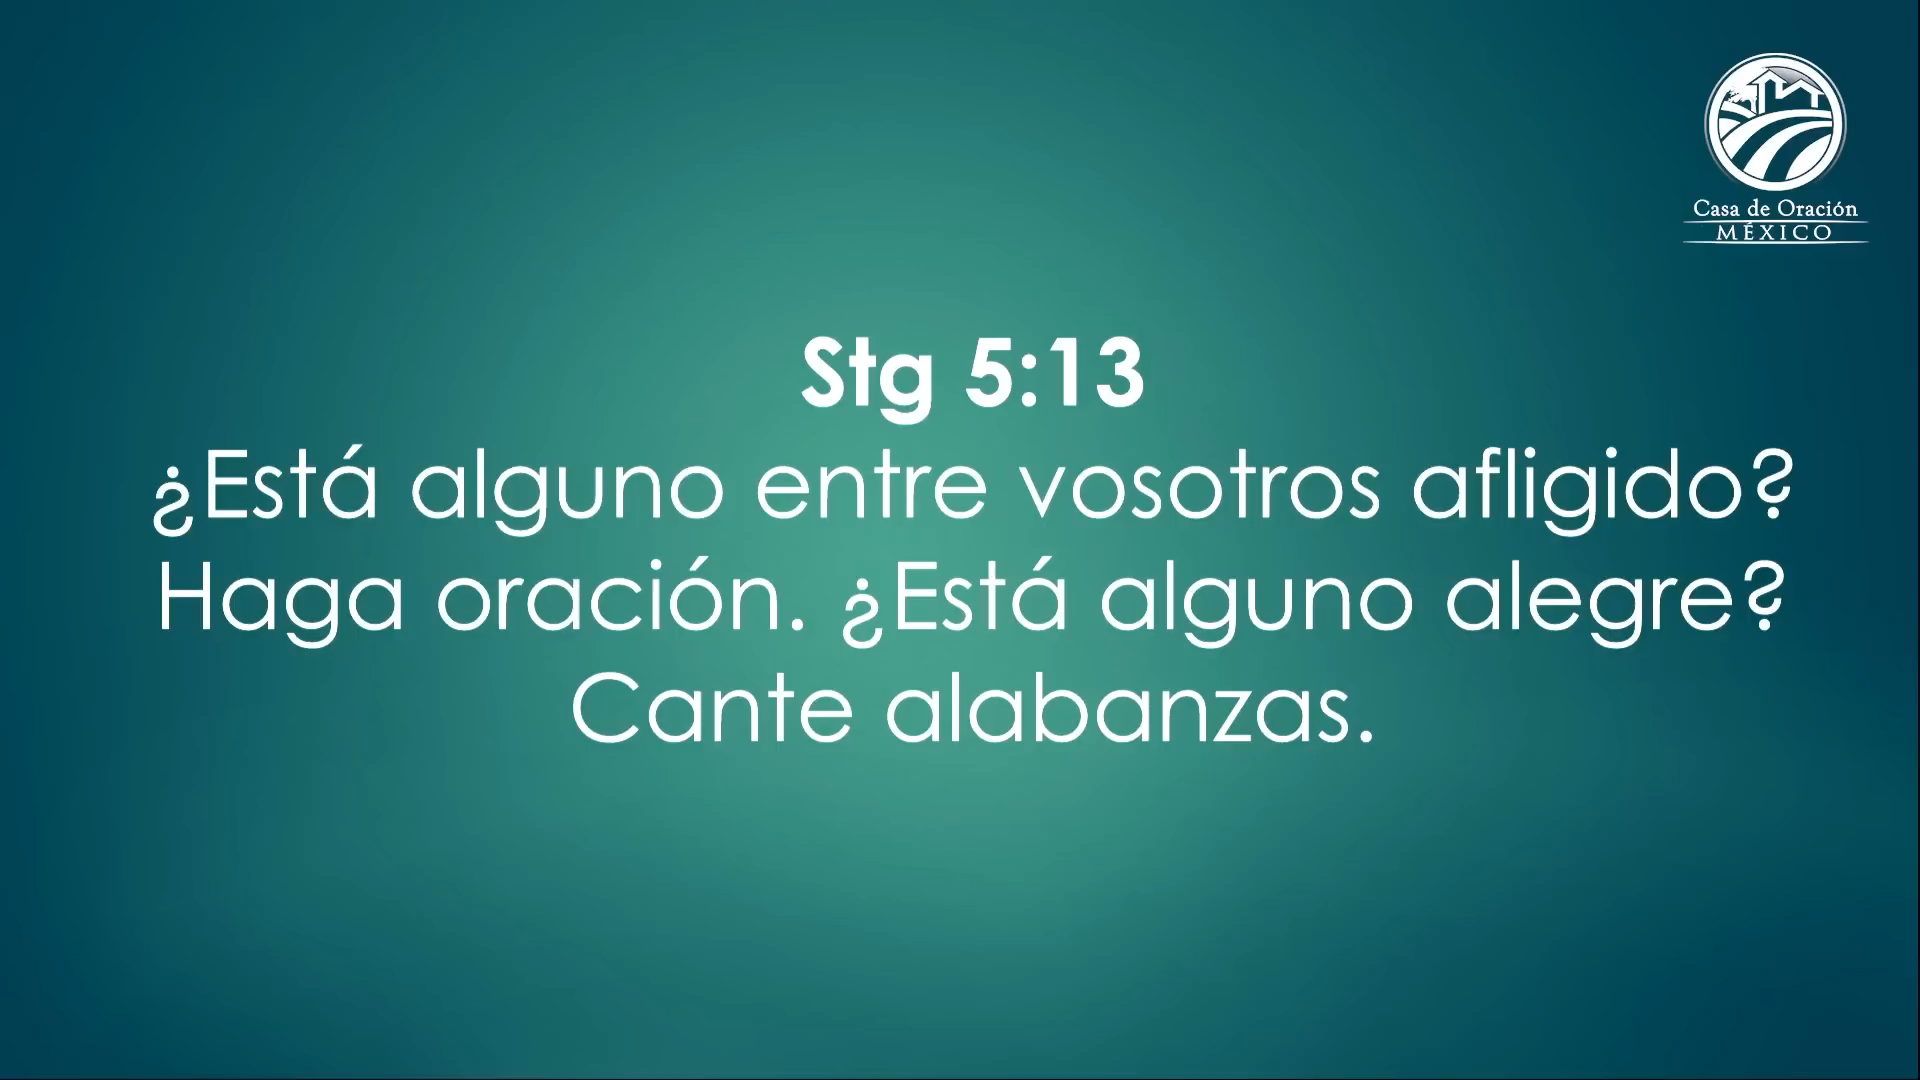 Casa de Oración
MÉXICO
Stg 5:13
¿Está alguno entre vosotros afligido?
Haga oración. ¿Está alguno alegre?
Cante alabanzas.